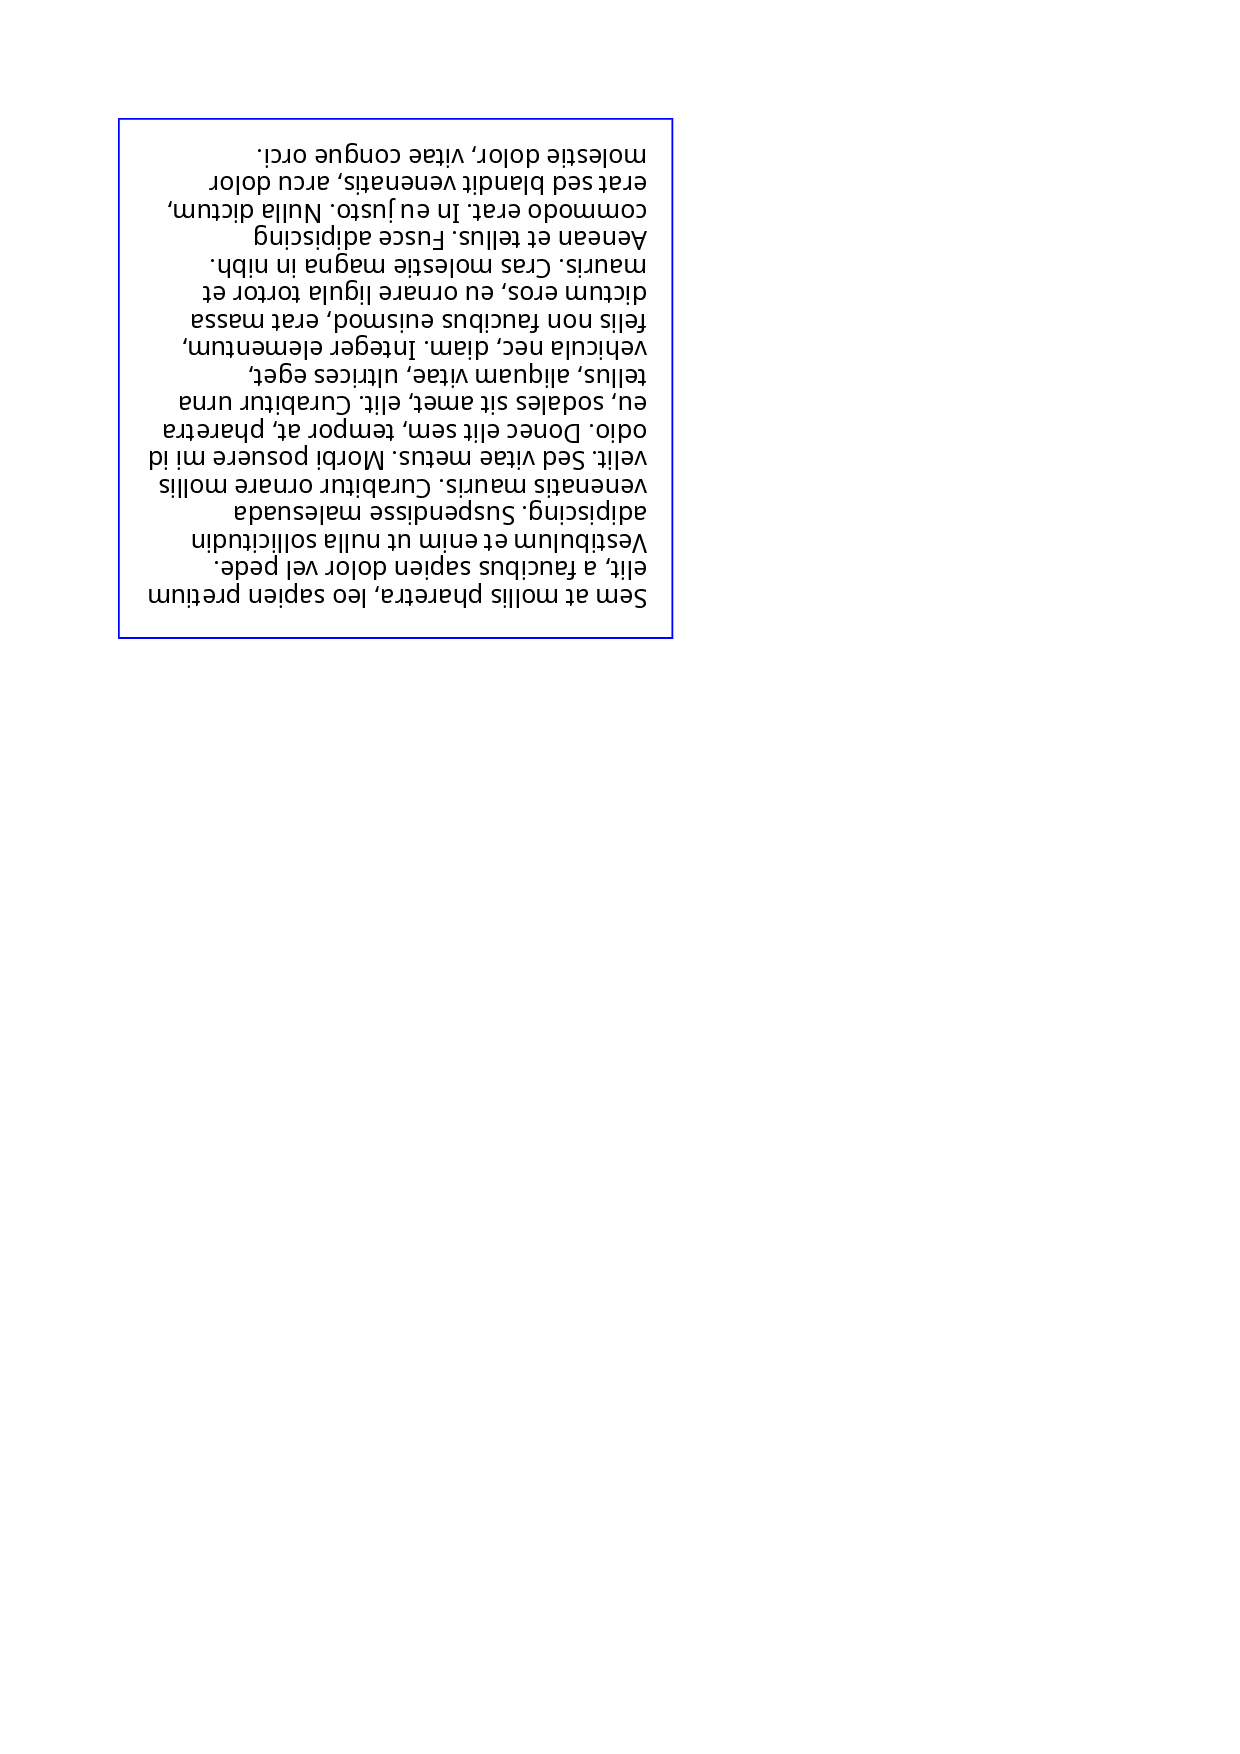 Sem at mollis pharetra, leo sapien pretium
elit, a faucibus sapien dolor vel pede.
Vestibulum et enim ut nulla sollicitudin
adipiscing. Suspendisse malesuada
venenatis mauris. Curabitur ornare mollis
velit. Sed vitae metus. Morbi posuere mi id
odio. Donec elit sem, tempor at, pharetra
eu, sodales sit amet, elit. Curabitur urna
tellus, aliquam vitae, ultrices eget,
vehicula nec, diam. Integer elementum,
felis non faucibus euismod, erat massa
dictum eros, eu ornare ligula tortor et
mauris. Cras molestie magna in nibh.
Aenean et tellus. Fusce adipiscing
commodo erat. In eu justo. Nulla dictum,
erat sed blandit venenatis, arcu dolor
molestie dolor, vitae congue orci.